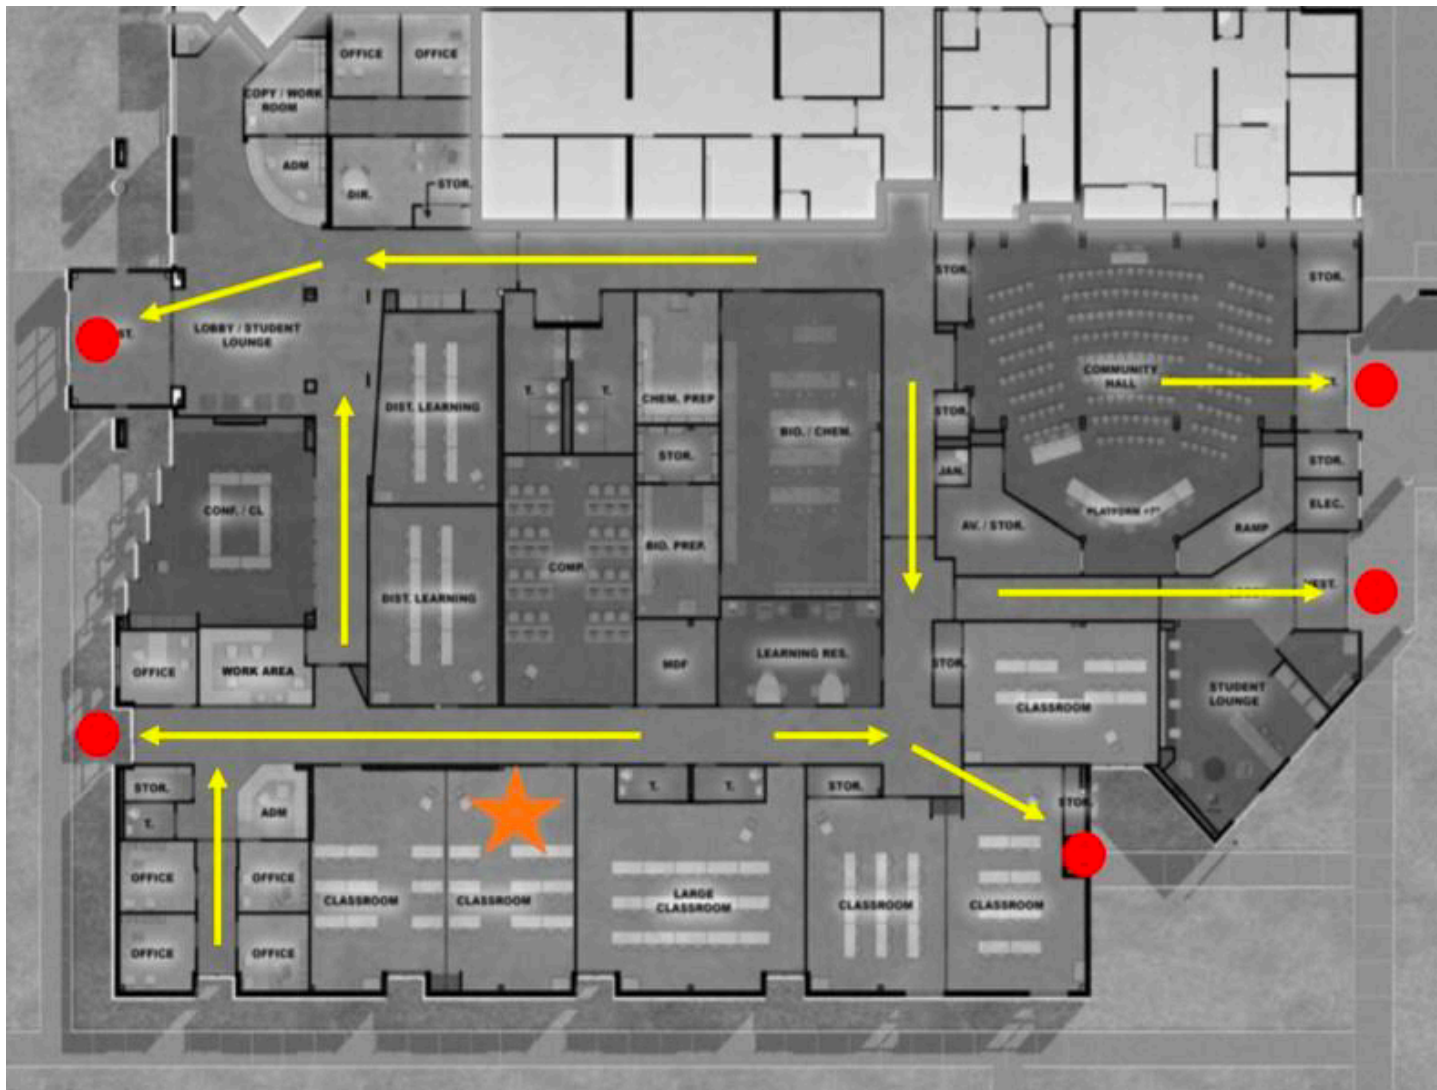 OFFICE
OFFICE
COPY / WORK
ROOM
ADM
DIR.
STOR.
STOR.
STOR.
LOBBY / STUDENT
LOUNGE
COMMUNITY
HALL
DIST. LEARNING
T.
T.
CHEM. PREP
STOR.
BIO. / CHEM.
STOR.
JAN.
STOR.
CONF. / CL
AV. / STOR.
PLATFORM
RAMP
ELEC.
BIO. PREP.
COMP.
DIST. LEARNING
VEST.
OFFICE
WORK AREA
MDF
LEARNING RES.
STOR.
CLASSROOM
STUDENT
LOUNGE
STOR.
ADM
T.
T.
T.
STOR.
STOR.
OFFICE
OFFICE
CLASSROOM
CLASSROOM
LARGE
CLASSROOM
CLASSROOM
CLASSROOM
OFFICE
OFFICE